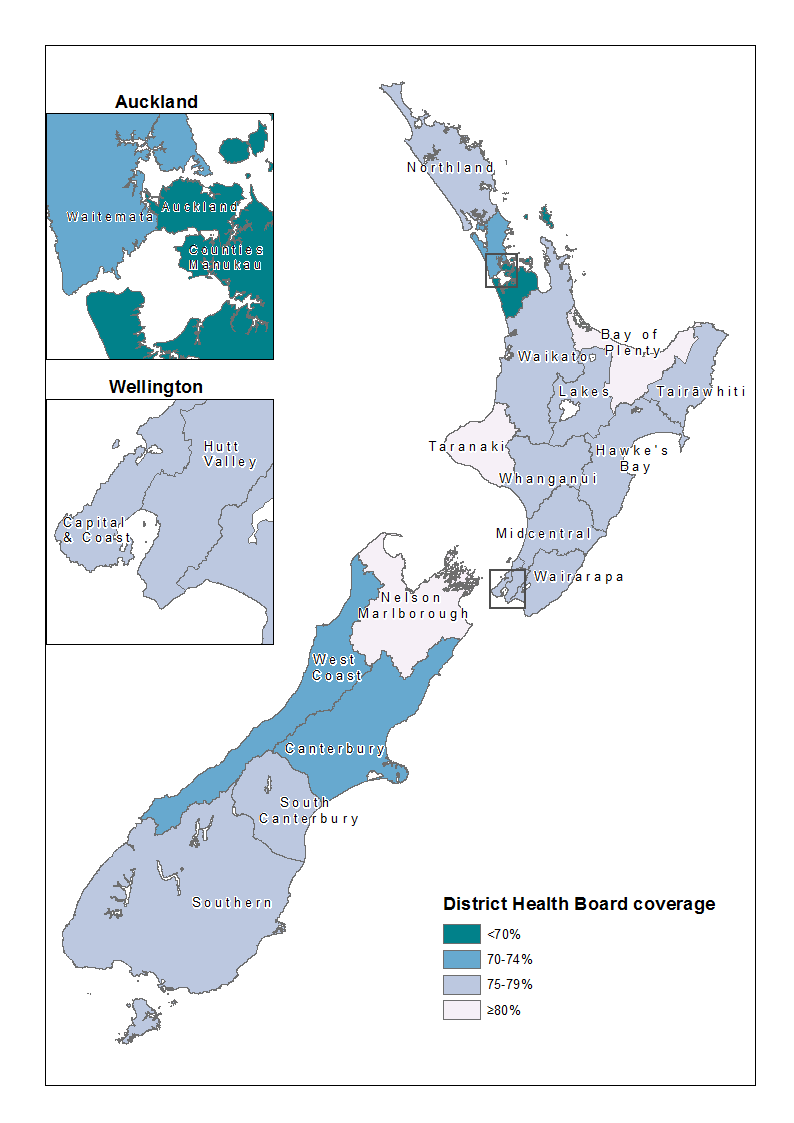 Auckland
Waitemata
Auckland
Counties
Manukau
Wellington
Hutt
Valley
Capital
& Coast
Northland
Bay of
Plenty
Waikato
Lakes
Tairāwhiti
Taranaki
Hawke's
Bay
Whanganui
Midcentral
Wairarapa
Nelson
Marlborough
West
Coast
Canterbury
South
Canterbury
Southern
District Health Board coverage
<70%
70-74%
75-79%
≥80%